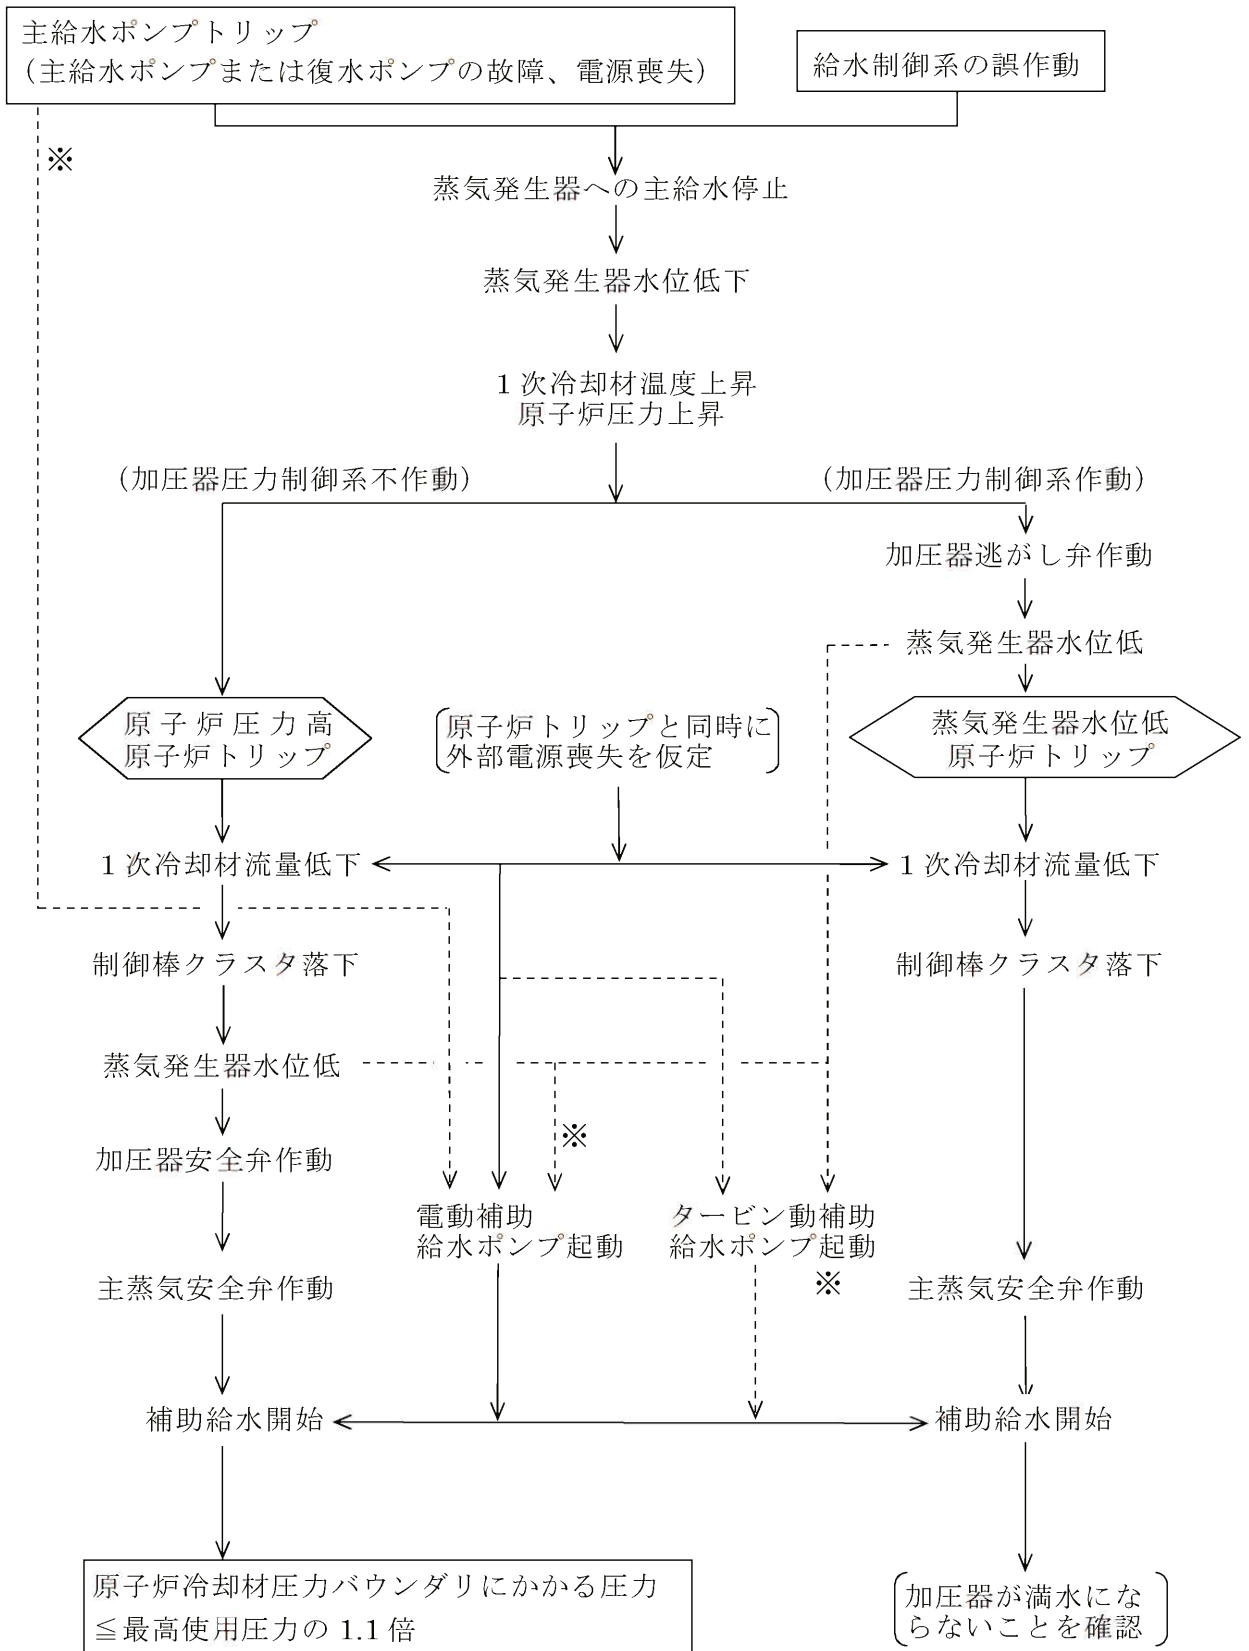 主給水ポンプトリップ
（主給水ポンプまたは復水ポンプの故障、電源喪失）
給水制御系の誤作動
※
蒸気発生器への主給水停止
蒸気発生器水位低下
1次冷却材温度上昇
原子炉圧力上昇
（加圧器圧力制御系不作動）
（加圧器圧力制御系作動）
加圧器逃がし弁作動
蒸気発生器水位低
原子炉圧力高
原子炉トリップ
原子炉トリップと同時に
外部電源喪失を仮定
蒸気発生器水位低
原子炉トリップ
1次冷却材流量低下
1次冷却材流量低下
制御棒クラスタ落下
制御棒クラスタ落下
蒸気発生器水位低
※
加圧器安全弁作動
電動補助
給水ポンプ起動
タービン動補助
給水ポンプ起動
※
主蒸気安全弁作動
主蒸気安全弁作動
補助給水開始
補助給水開始
原子炉冷却材圧力バウンダリにかかる圧力
≦最高使用圧力の1.1倍
加圧器が満水にな
らないことを確認